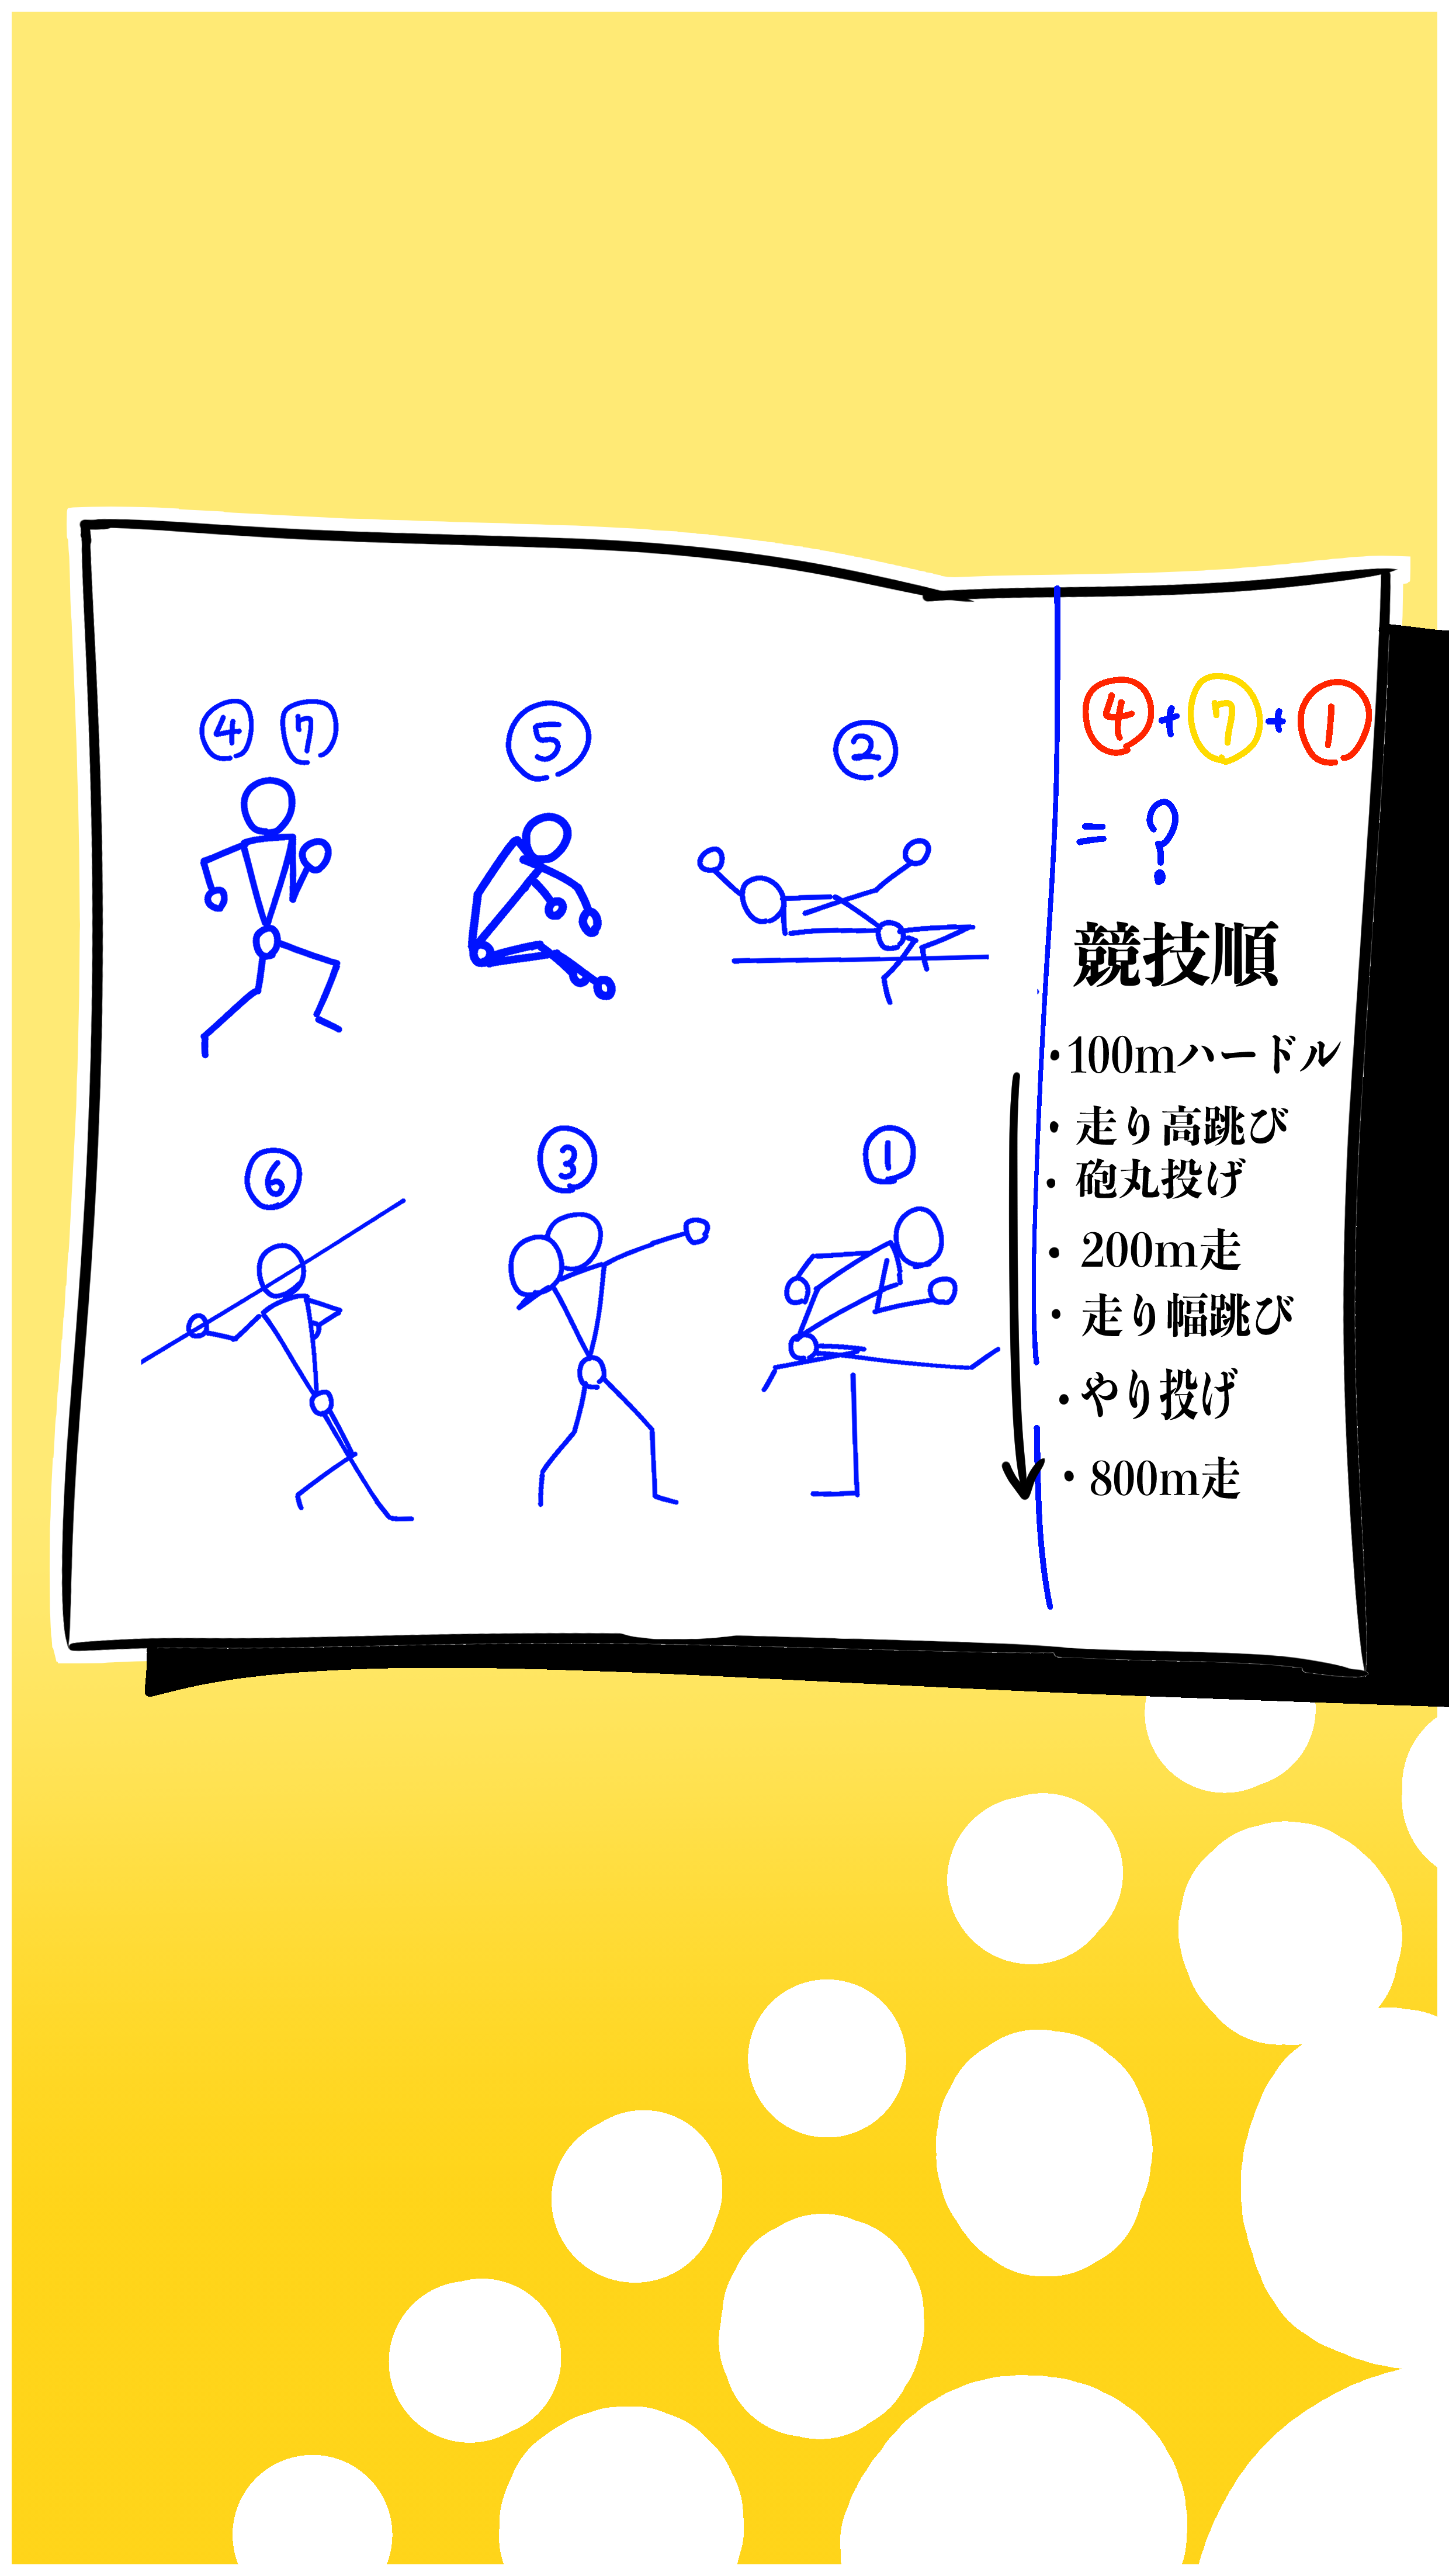 ④ ⑦
⑤
②
⑥
③
①
④+⑦+①
=?
競技順
・100mハードル
・走り高跳び
・砲丸投げ
・200m走
・走り幅跳び
・やり投げ
・800m走